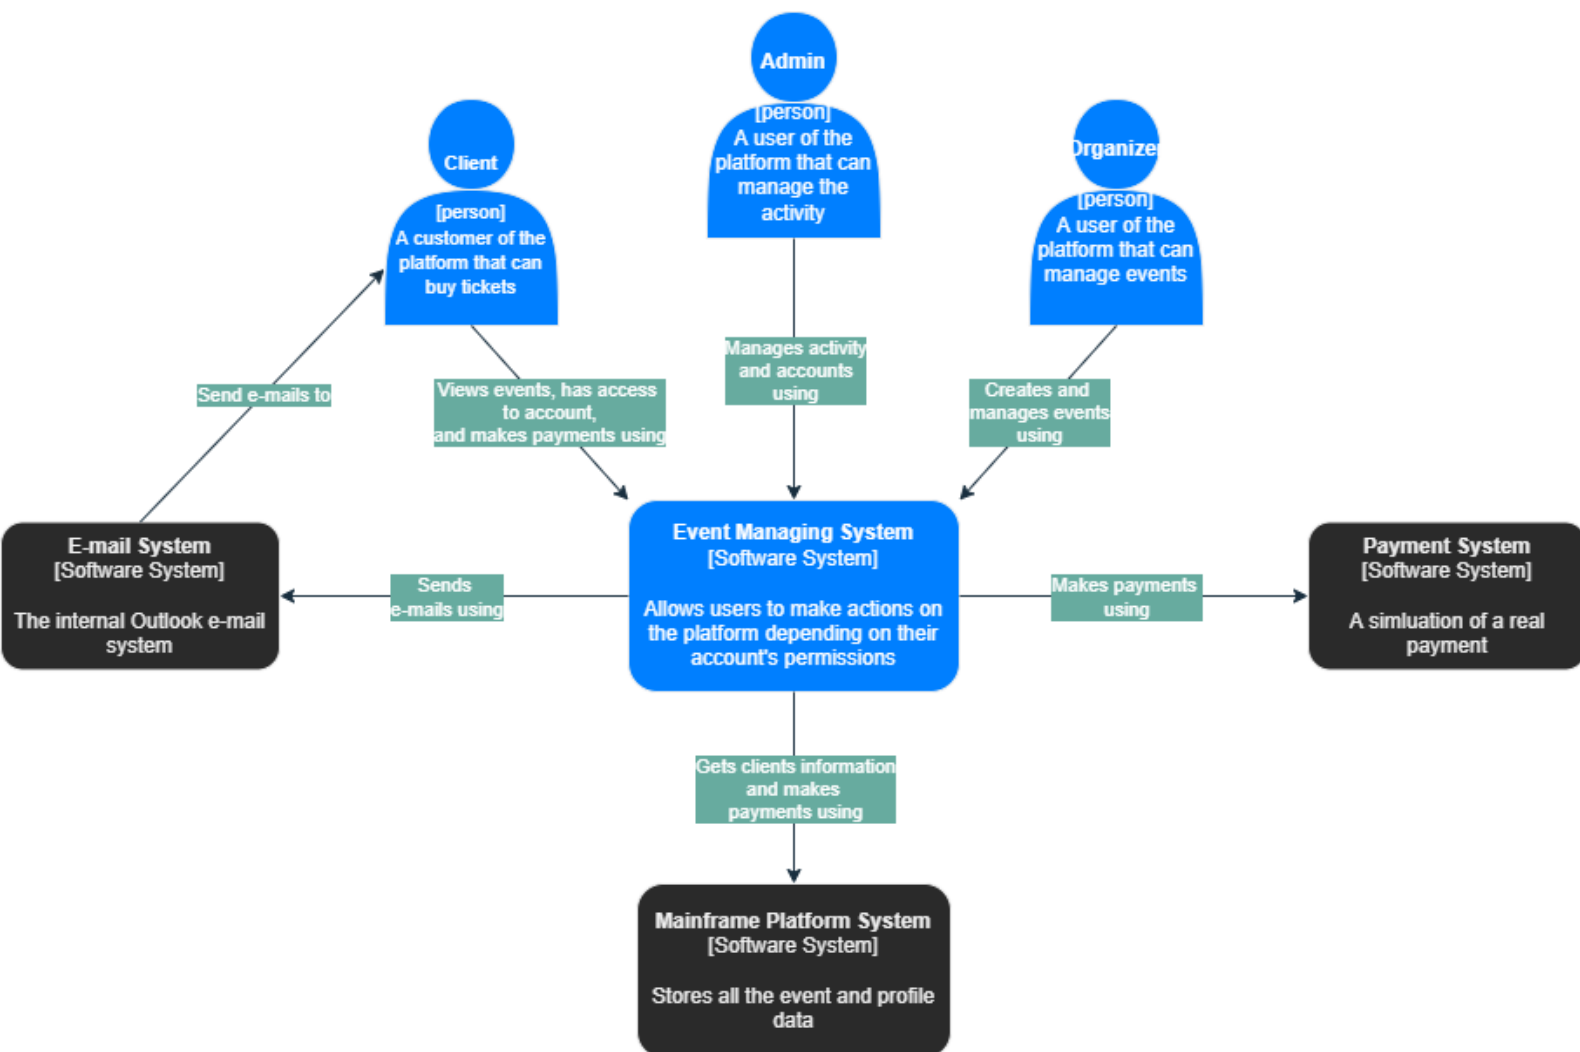 Admin
[person]
A user of the
platform that can
manage the
activity
Client
[person]
A customer of the
platform that can
buy tickets
Organizer
[person]
A user of the
platform that can
manage events
Send e-mails to
Views events, has access
to account,
and makes payments using
Manages activity
and accounts
using
Creates and
manages events
using
E-mail System
[Software System]
The internal Outlook e-mail
system
Sends
e-mails using
Event Managing System
[Software System]
Allows users to make actions on
the platform depending on their
account's permissions
Makes payments
using
Payment System
[Software System]
A simluation of a real
payment
Gets clients information
and makes
payments using
Mainframe Platform System
[Software System]
Stores all the event and profile
data